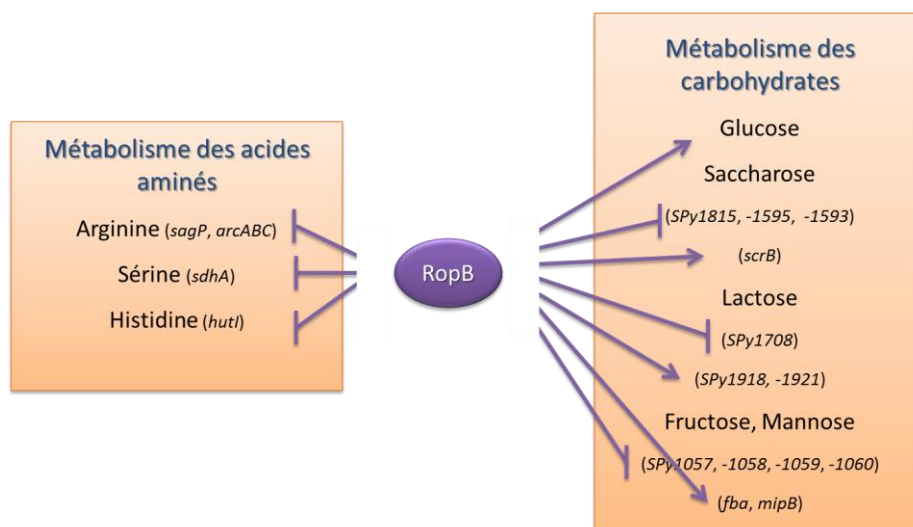 Métabolisme des acides
aminés
Arginine (sagP, arcABC)
Sérine (sdhA)
Histidine (hutI)
RopB
Métabolisme des
carbohydrates
Glucose
Saccharose
(SPy1815, -1595, -1593)
(scrB)
Lactose
(SPy1708)
(SPy1918, -1921)
Fructose, Mannose
(SPy1057, -1058, -1059, -1060)
(fba, mipB)